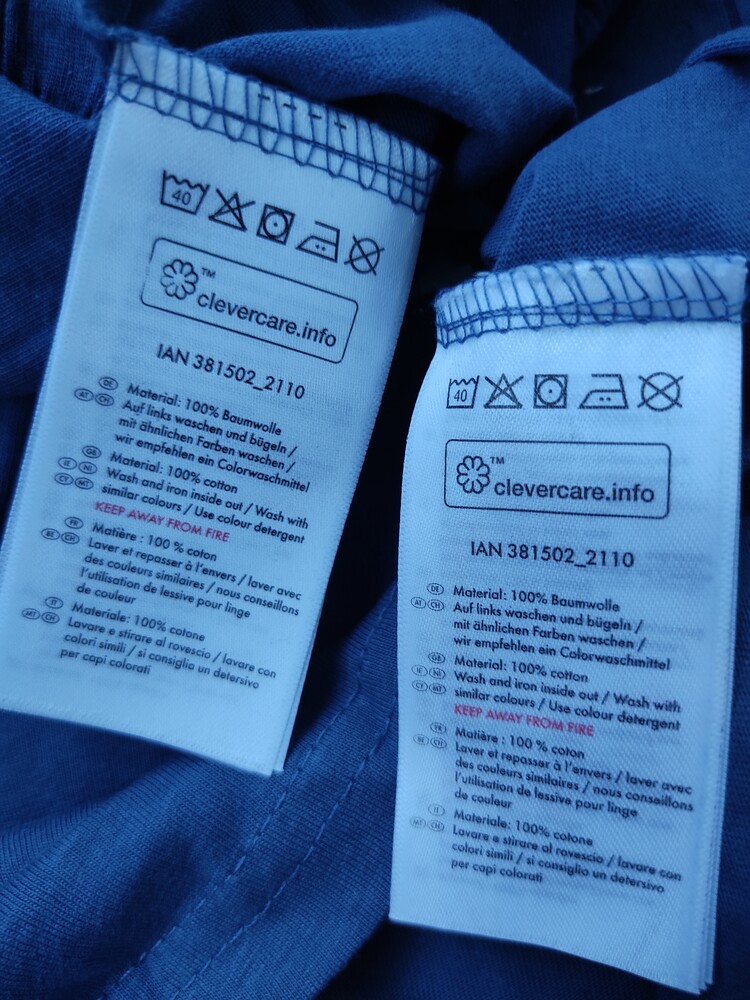 40
™
clevercare.info
IAN 381502_2110
DE Material: 100% Baumwolle
AT CH Auf links waschen und bügeln /
mit ähnlichen Farben waschen /
wir empfehlen ein Colorwaschmittel
GB Material: 100% cotton
IE NI Wash and iron inside out / Wash with
CY MT similar colours / Use colour detergent
KEEP AWAY FROM FIRE
FR Matière : 100 % coton
BE CH Laver et repasser à l'envers / laver avec
des couleurs similaires / nous conseillons
l'utilisation de lessive pour linge
de couleur
IT Materiale: 100% cotone
MT CH Lavare e stirare al rovescio / lavare con
colori simili / si consiglio un detersivo
per capi colorati
40
™
clevercare.info
IAN 381502_2110
DE Material: 100% Baumwolle
AT CH Auf links waschen und bügeln /
mit ähnlichen Farben waschen /
wir empfehlen ein Colorwaschmittel
GB Material: 100% cotton
IE NI Wash and iron inside out / Wash with
CY MT similar colours / Use colour detergent
KEEP AWAY FROM FIRE
FR Matière : 100 % coton
BE CH Laver et repasser à l'envers / laver avec
des couleurs similaires / nous conseillons
l'utilisation de lessive pour linge
de couleur
IT Materiale: 100% cotone
MT CH Lavare e stirare al rovescio / lavare con
colori simili / si consiglio un detersivo
per capi colorati